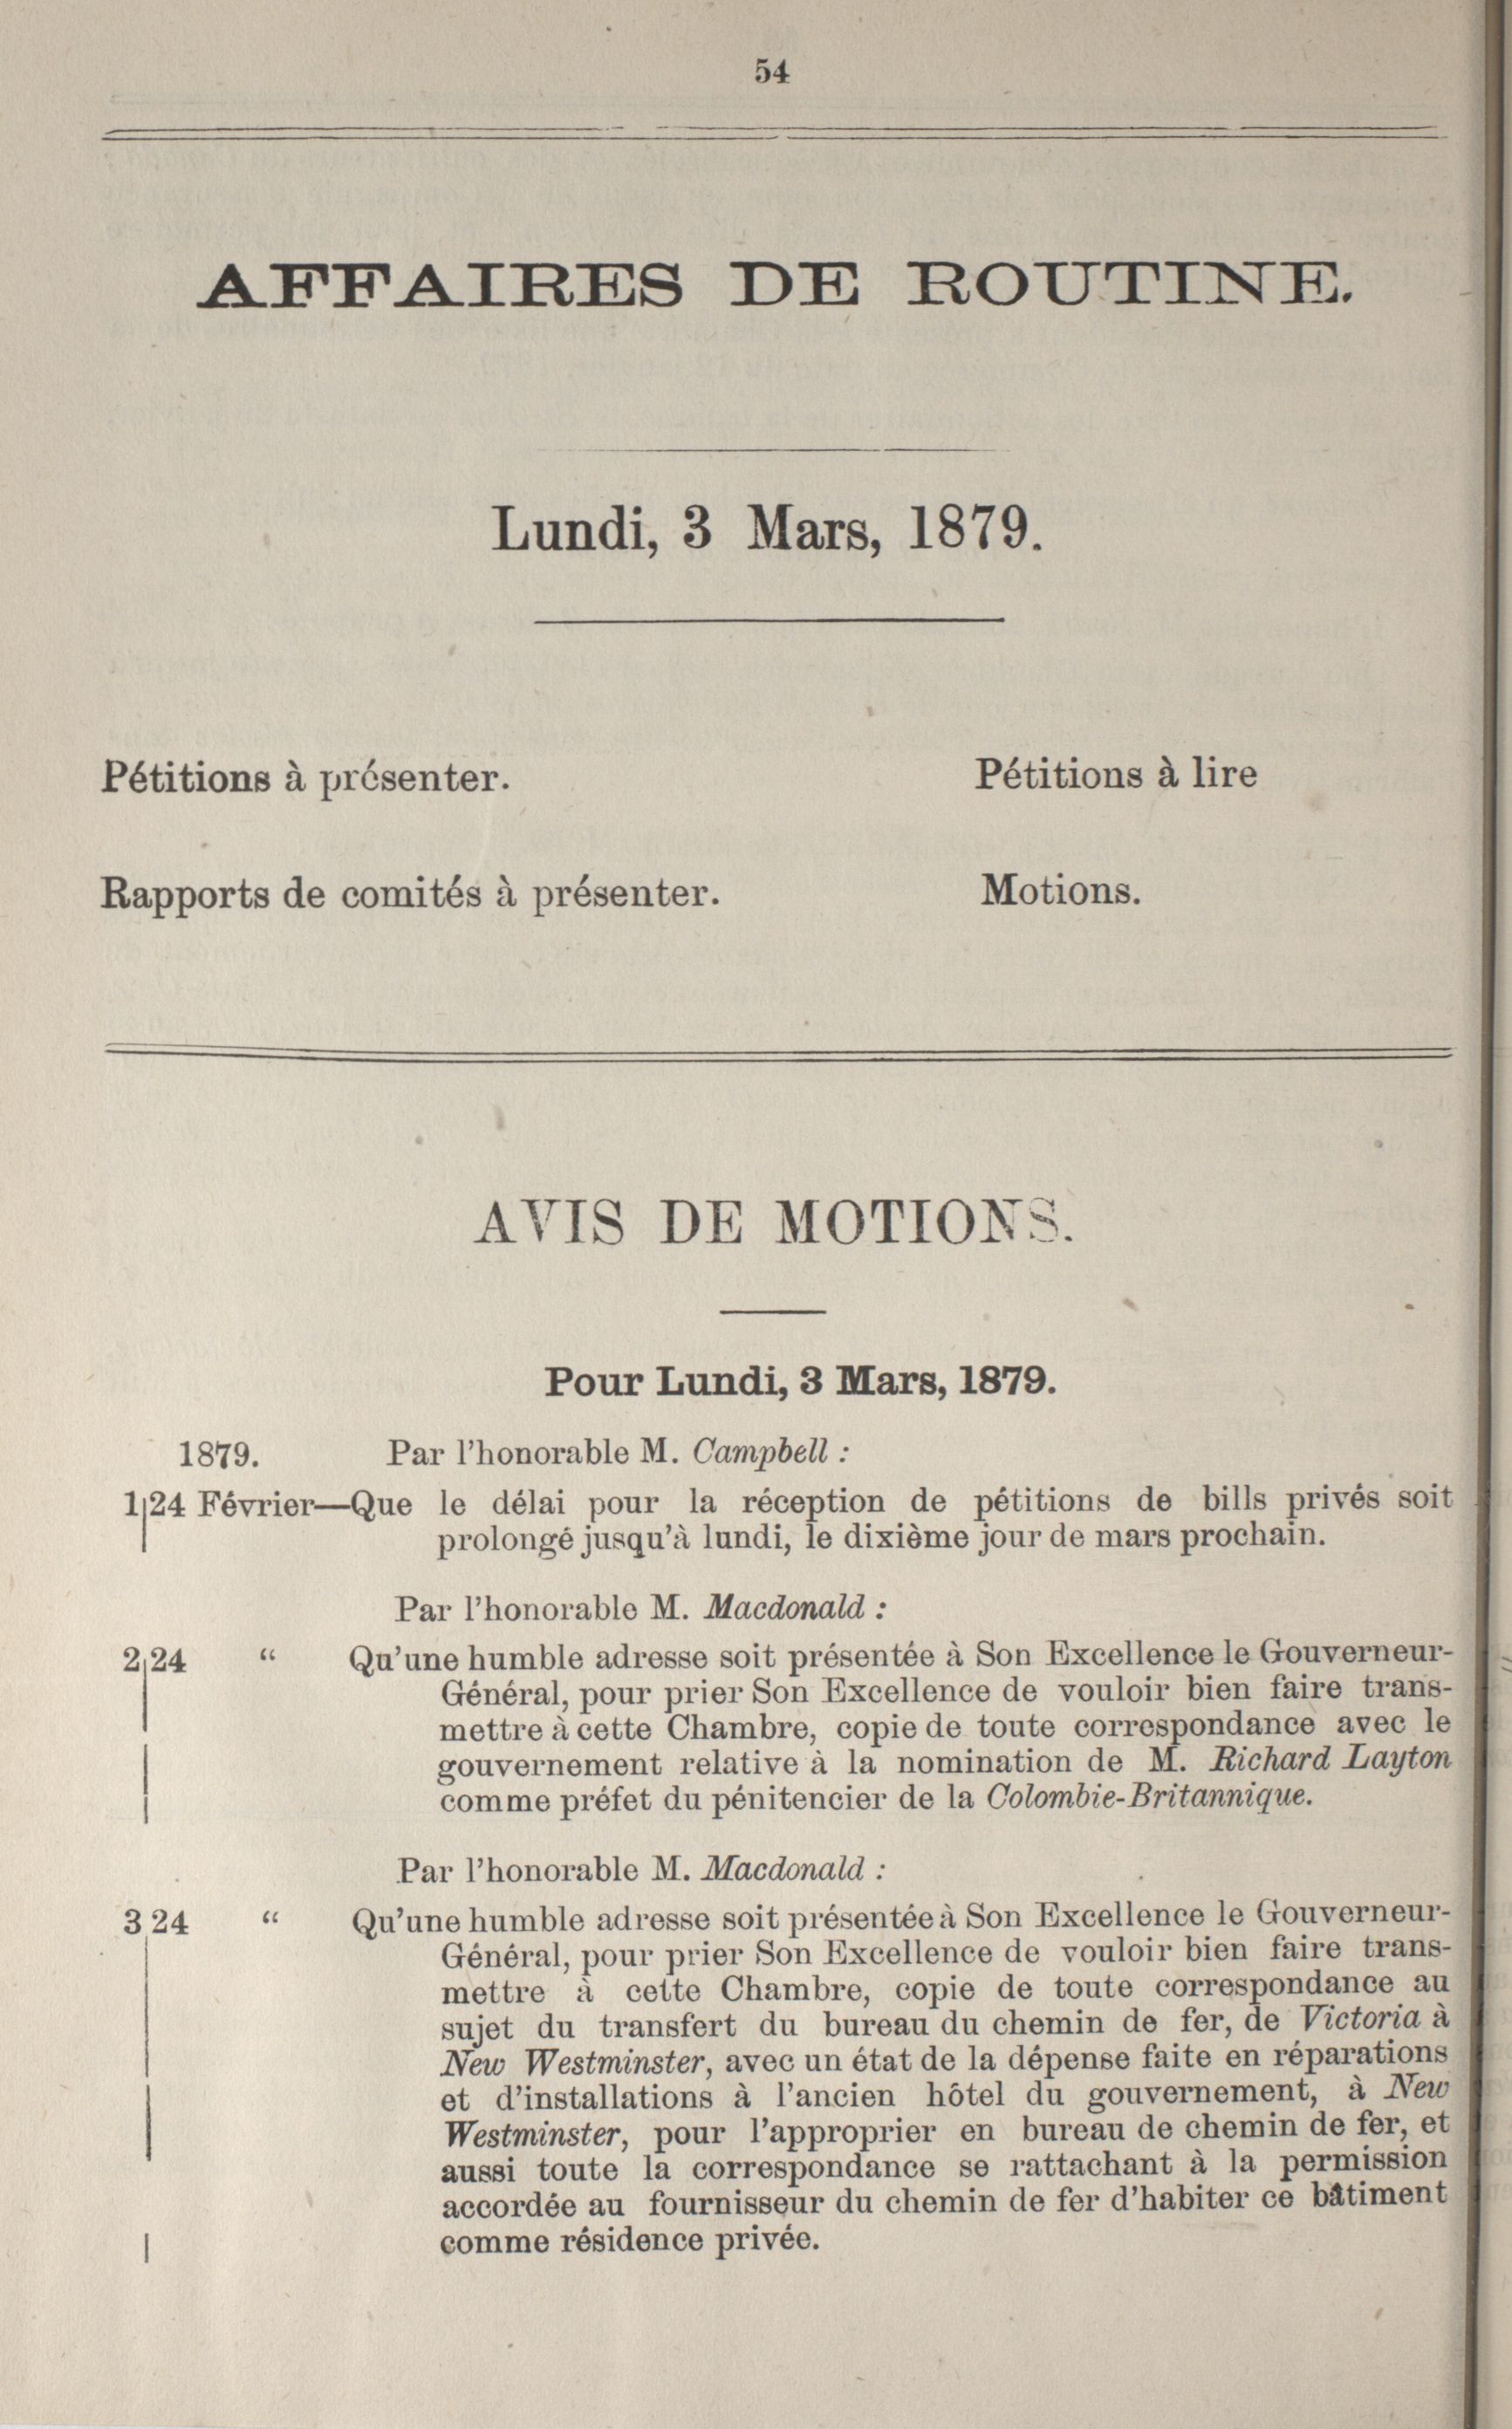 54
AFFAIRES DE ROUTINE.
Lundi, 3 Mars, 1879.
Pétitions à présenter. Pétitions à lire
Rapports de comités à présenter. Motions.
AVIS DE MOTIONS.
Pour Lundi, 3 Mars, 1879.
1879. Par l'honorable M. Campbell :
1|24 Février—Que le délai pour la réception de pétitions de bills privés soit
prolongé jusqu'à lundi, le dixième jour de mars prochain.
Par l'honorable M. Macdonald :
2|24 “ Qu'une humble adresse soit présentée à Son Excellence le Gouverneur-
Général, pour prier Son Excellence de vouloir bien faire trans-
mettre à cette Chambre, copie de toute correspondance avec le
gouvernement relative à la nomination de M. Richard Layton
comme préfet du pénitencier de la Colombie-Britannique.
Par l'honorable M. Macdonald :
3 24 “ Qu'une humble adresse soit présentée à Son Excellence le Gouverneur-
Général, pour prier Son Excellence de vouloir bien faire trans-
mettre à cette Chambre, copie de toute correspondance au
sujet du transfert du bureau du chemin de fer, de Victoria à
New Westminster, avec un état de la dépense faite en réparations
et d'installations à l'ancien hôtel du gouvernement, à New
Westminster, pour l'approprier en bureau de chemin de fer, et
aussi toute la correspondance se rattachant à la permission
accordée au fournisseur du chemin de fer d'habiter ce bâtiment
comme résidence privée.